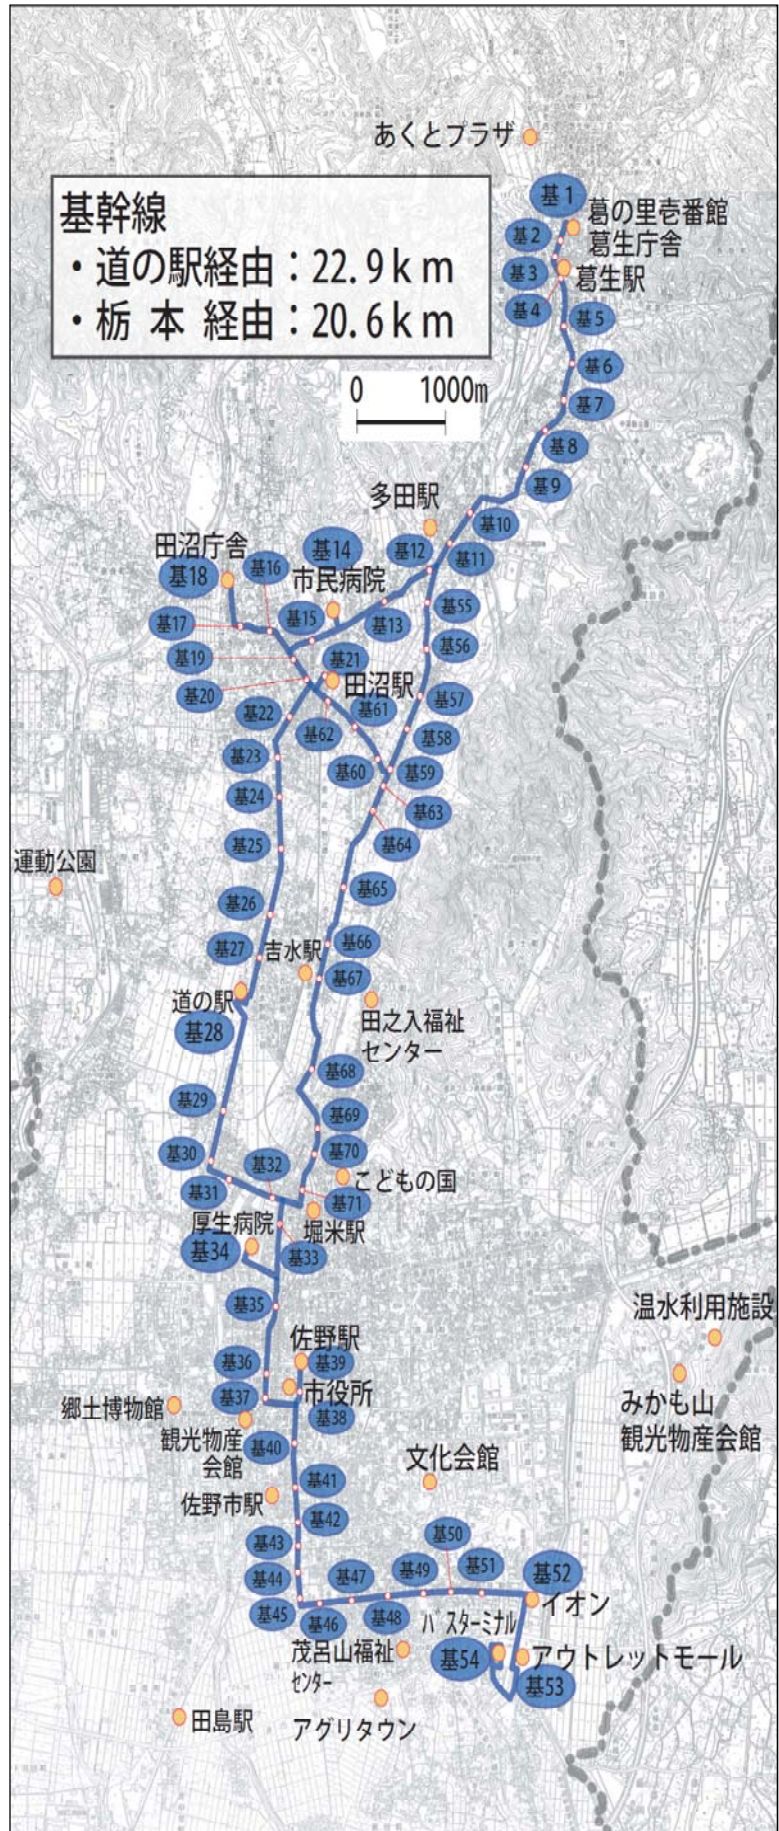 あくとプラザ
基幹線
・道の駅経由：22.9km
・栃 本 経由：20.6km
基1
葛の里壱番館
基2
葛生庁舎
基3
葛生駅
基4
基5
基6
0 1000m
基7
基8
基9
多田駅
基10
田沼庁舎
基14
基12
基11
基18
基16
市民病院
基55
基15
基13
基17
基56
基19
基21
田沼駅
基20
基57
基22
基61
基62
基58
基23
基60
基59
基24
基63
基25
基64
運動公園
基65
基26
基66
基27
吉水駅
基67
道の駅
田之入福祉
センター
基28
基68
基29
基69
基30
基70
基32
こどもの国
基31
基71
厚生病院
堀米駅
基34
基33
基35
温水利用施設
佐野駅
基36
基39
市役所
基37
郷土博物館
基38
みかも山
観光物産会館
観光物産
会館
基40
文化会館
佐野市駅
基41
基42
基50
基43
基49
基51
基52
基44
基47
イオン
基45
基46
基48
バスターミナル
茂呂山福祉
センター
基54
アウトレットモール
基53
田島駅
アグリタウン